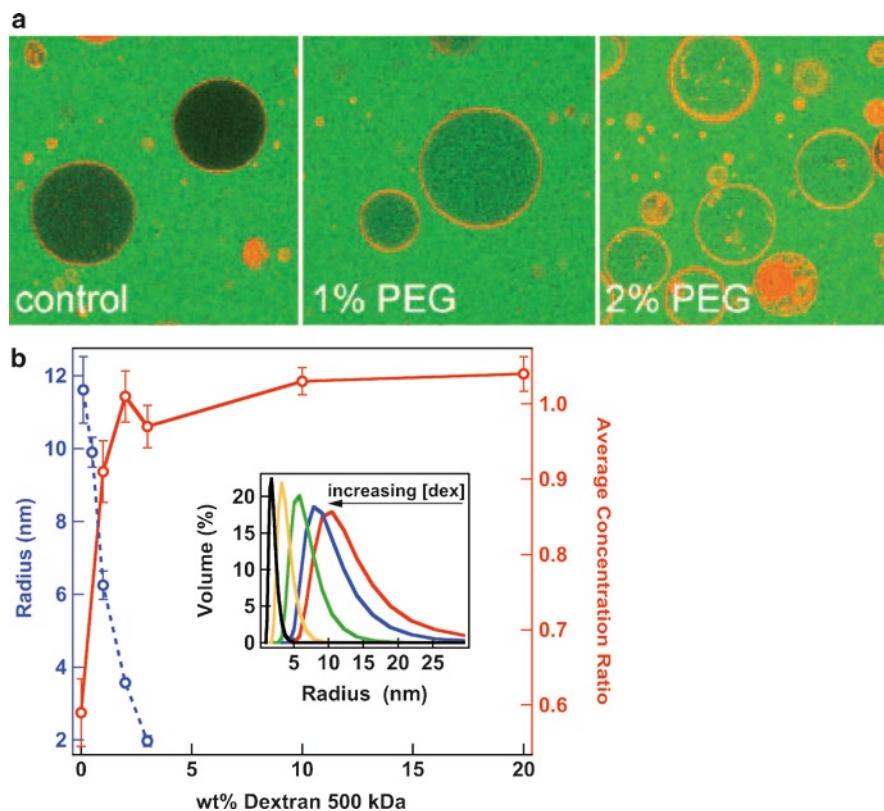 a
control
1% PEG
2% PEG
b
12
10
8
6
4
2
Radius (nm)
0
5
10
15
20
wt% Dextran 500 kDa
1.0
0.9
0.8
0.7
0.6
Average Concentration Ratio
increasing [dex]
20
15
10
5
0
Volume (%)
5
10
15
20
25
Radius (nm)